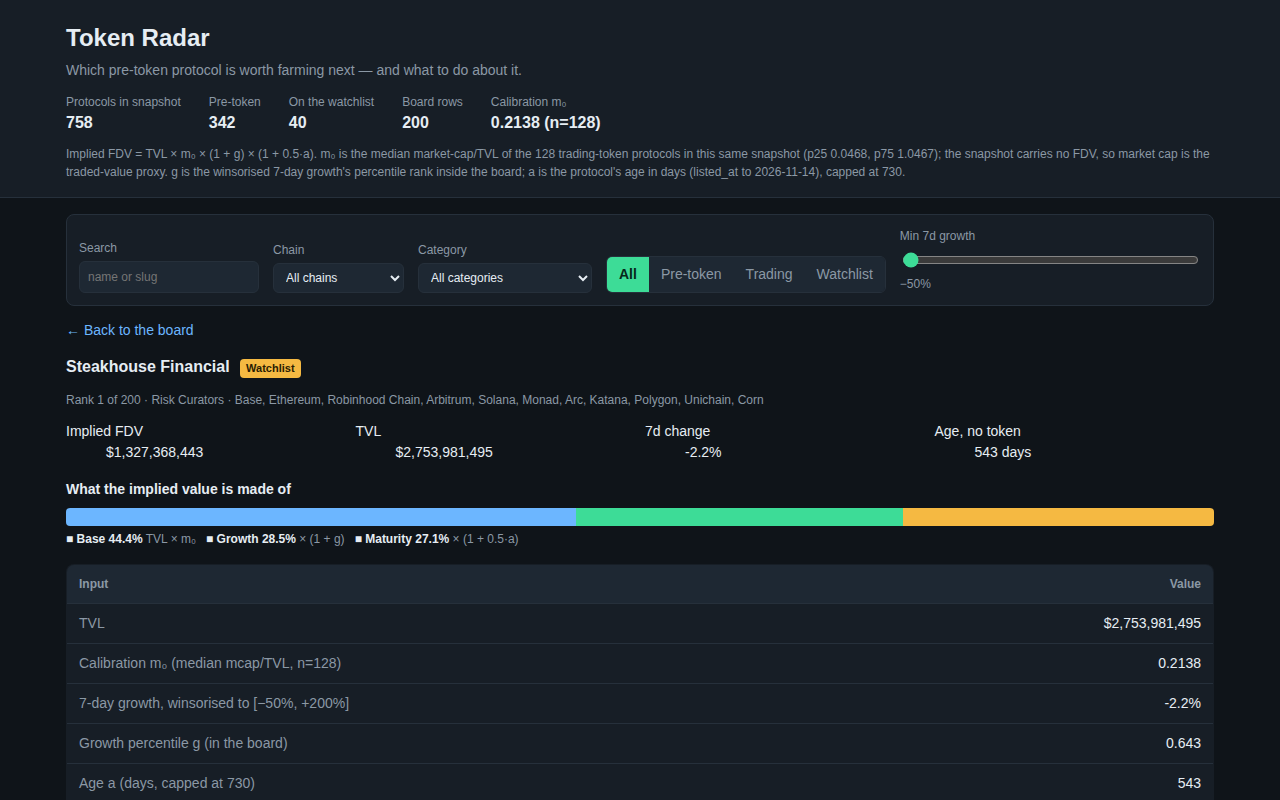 Token Radar
Which pre-token protocol is worth farming next — and what to do about it.
Protocols in snapshot Pre-token On the watchlist Board rows Calibration m₀
758 342 40 200 0.2138 (n=128)
Implied FDV = TVL × m₀ × (1 + g) × (1 + 0.5·a). m₀ is the median market-cap/TVL of the 128 trading-token protocols in this same snapshot (p25 0.0468, p75 1.0467); the snapshot carries no FDV, so market cap is the
traded-value proxy. g is the winsorised 7-day growth's percentile rank inside the board; a is the protocol's age in days (listed_at to 2026-11-14), capped at 730.
Search Chain Category Min 7d growth
name or slug All chains All categories All Pre-token Trading Watchlist
−50%
← Back to the board
Steakhouse Financial Watchlist
Rank 1 of 200 · Risk Curators · Base, Ethereum, Robinhood Chain, Arbitrum, Solana, Monad, Arc, Katana, Polygon, Unichain, Corn
Implied FDV TVL 7d change Age, no token
$1,327,368,443 $2,753,981,495 -2.2% 543 days
What the implied value is made of
■ Base 44.4% TVL × m₀ ■ Growth 28.5% × (1 + g) ■ Maturity 27.1% × (1 + 0.5·a)
Input Value
TVL $2,753,981,495
Calibration m₀ (median mcap/TVL, n=128) 0.2138
7-day growth, winsorised to [−50%, +200%] -2.2%
Growth percentile g (in the board) 0.643
Age a (days, capped at 730) 543